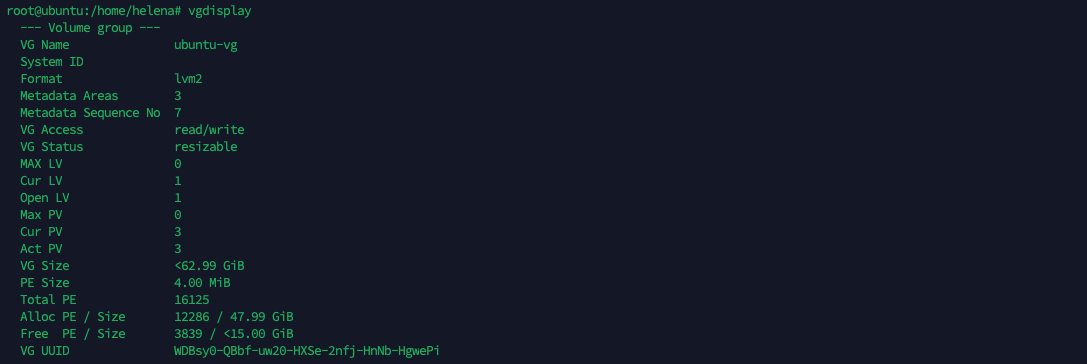 root@ubuntu:/home/helena# vgdisplay
--- Volume group ---
VG Name ubuntu-vg
System ID
Format lvm2
Metadata Areas 3
Metadata Sequence No 7
VG Access read/write
VG Status resizable
MAX LV 0
Cur LV 1
Open LV 1
Max PV 0
Cur PV 3
Act PV 3
VG Size <62.99 GiB
PE Size 4.00 MiB
Total PE 16125
Alloc PE / Size 12286 / 47.99 GiB
Free  PE / Size 3839 / <15.00 GiB
VG UUID WDBsy0-QBbf-uw20-HXSe-2nfj-HnNb-HgwePi